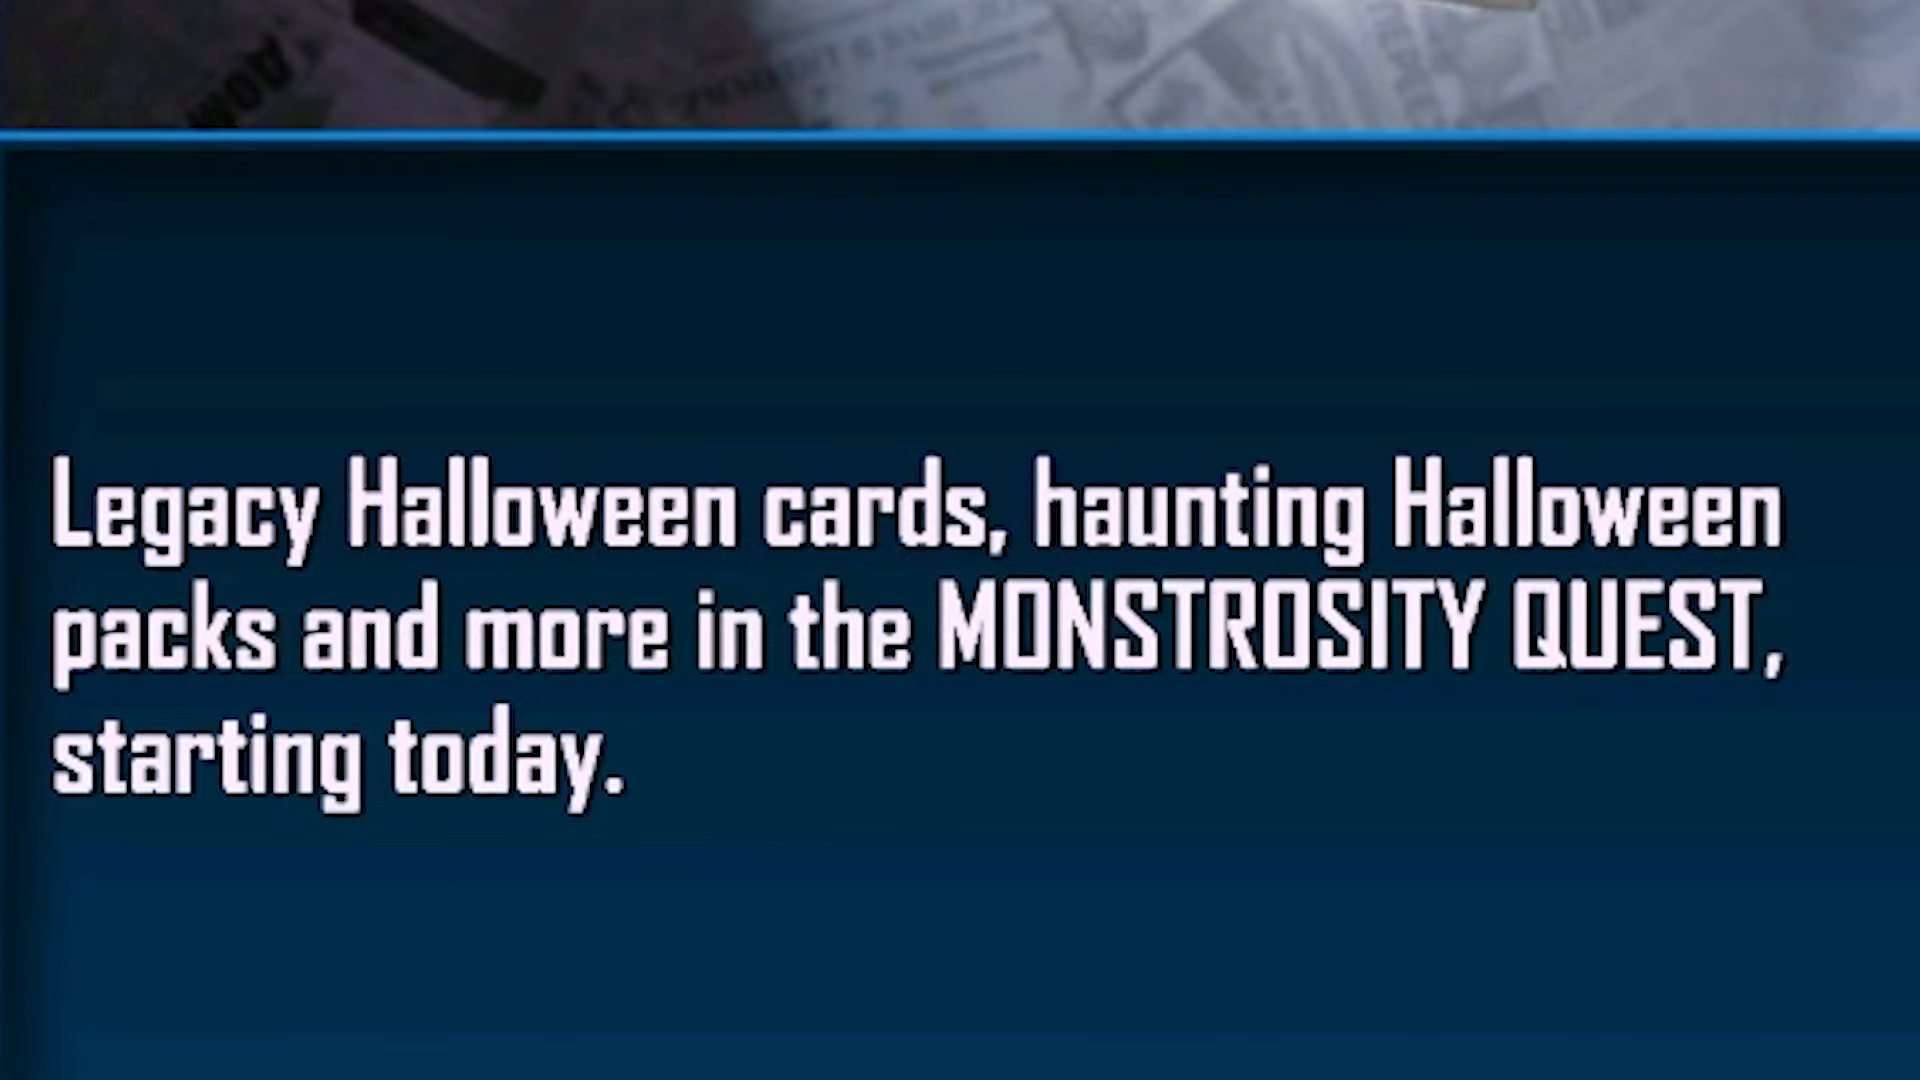 Legacy Halloween cards, haunting Halloween
packs and more in the MONSTROSITY QUEST,
starting today.